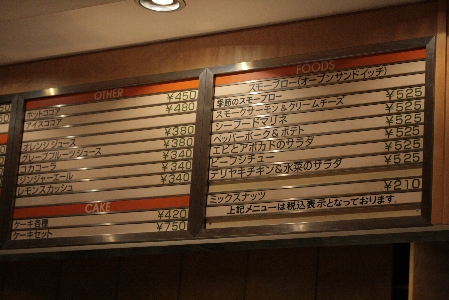 OTHER
ホットココア ¥450
アイスココア ¥480
オレンジジュース ¥380
グレープフルーツジュース ¥380
コカコーラ ¥340
ジンジャーエール ¥340
レモンスカッシュ ¥340
CAKE
ケーキ各種 ¥420
ケーキセット ¥750
FOODS
スモーブロー(オープンサンドイッチ)
季節のスモーブロー ¥525
スモークサーモン&クリームチーズ ¥525
シーフードマリネ ¥525
ペッパーポーク&ポテト ¥525
エビとアボカドのサラダ ¥525
ビーフシチュー ¥525
テリヤキチキン&水菜のサラダ
ミックスナッツ ¥210
上記メニューは税込表示となっております。